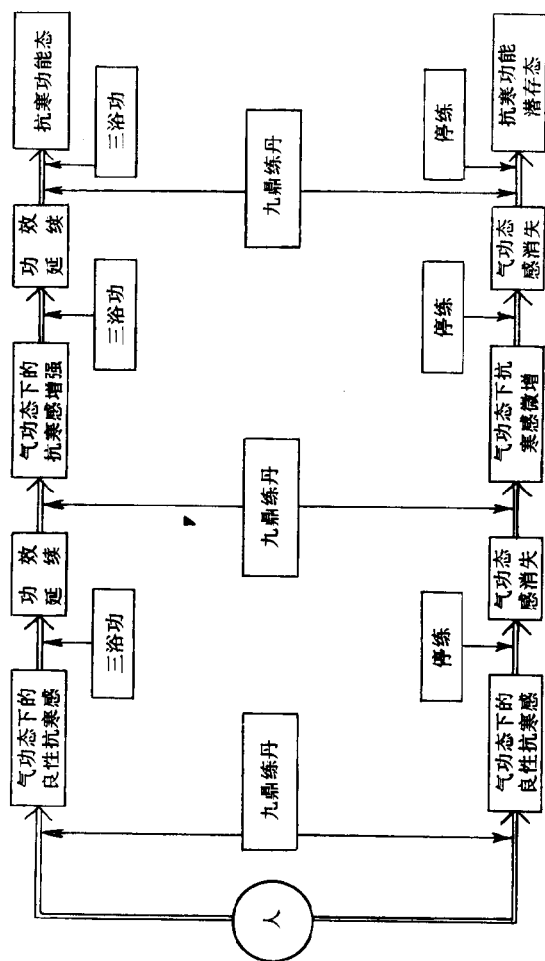 气功态下的
良性抗寒感
功 效
延 续
气功态下的
抗寒感增强
功 效
延 续
抗寒功能态
三浴功
三浴功
三浴功
人
九鼎练丹
九鼎练丹
九鼎练丹
停练
停练
停练
气功态下的
良性抗寒感
气功态
感消失
气功态下抗
寒感微增
气功态
感消失
抗寒功能
潜存态